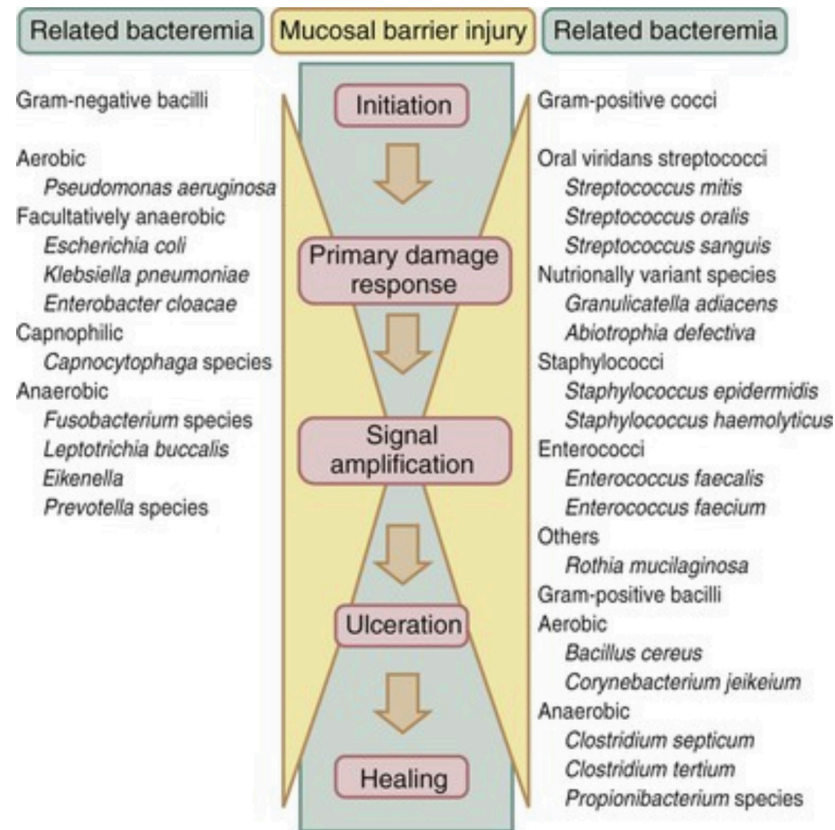 Related bacteremia
Mucosal barrier injury
Related bacteremia
Gram-negative bacilli
Aerobic
Pseudomonas aeruginosa
Facultatively anaerobic
Escherichia coli
Klebsiella pneumoniae
Enterobacter cloacae
Capnophilic
Capnocytophaga species
Anaerobic
Fusobacterium species
Leptotrichia buccalis
Eikenella
Prevotella species
Initiation
Primary damage
response
Signal
amplification
Ulceration
Healing
Gram-positive cocci
Oral viridans streptococci
Streptococcus mitis
Streptococcus oralis
Streptococcus sanguis
Nutrionally variant species
Granulicatella adiacens
Abiotrophia defectiva
Staphylococci
Staphylococcus epidermidis
Staphylococcus haemolyticus
Enterococci
Enterococcus faecalis
Enterococcus faecium
Others
Rothia mucilaginosa
Gram-positive bacilli
Aerobic
Bacillus cereus
Corynebacterium jeikeium
Anaerobic
Clostridium septicum
Clostridium tertium
Propionibacterium species